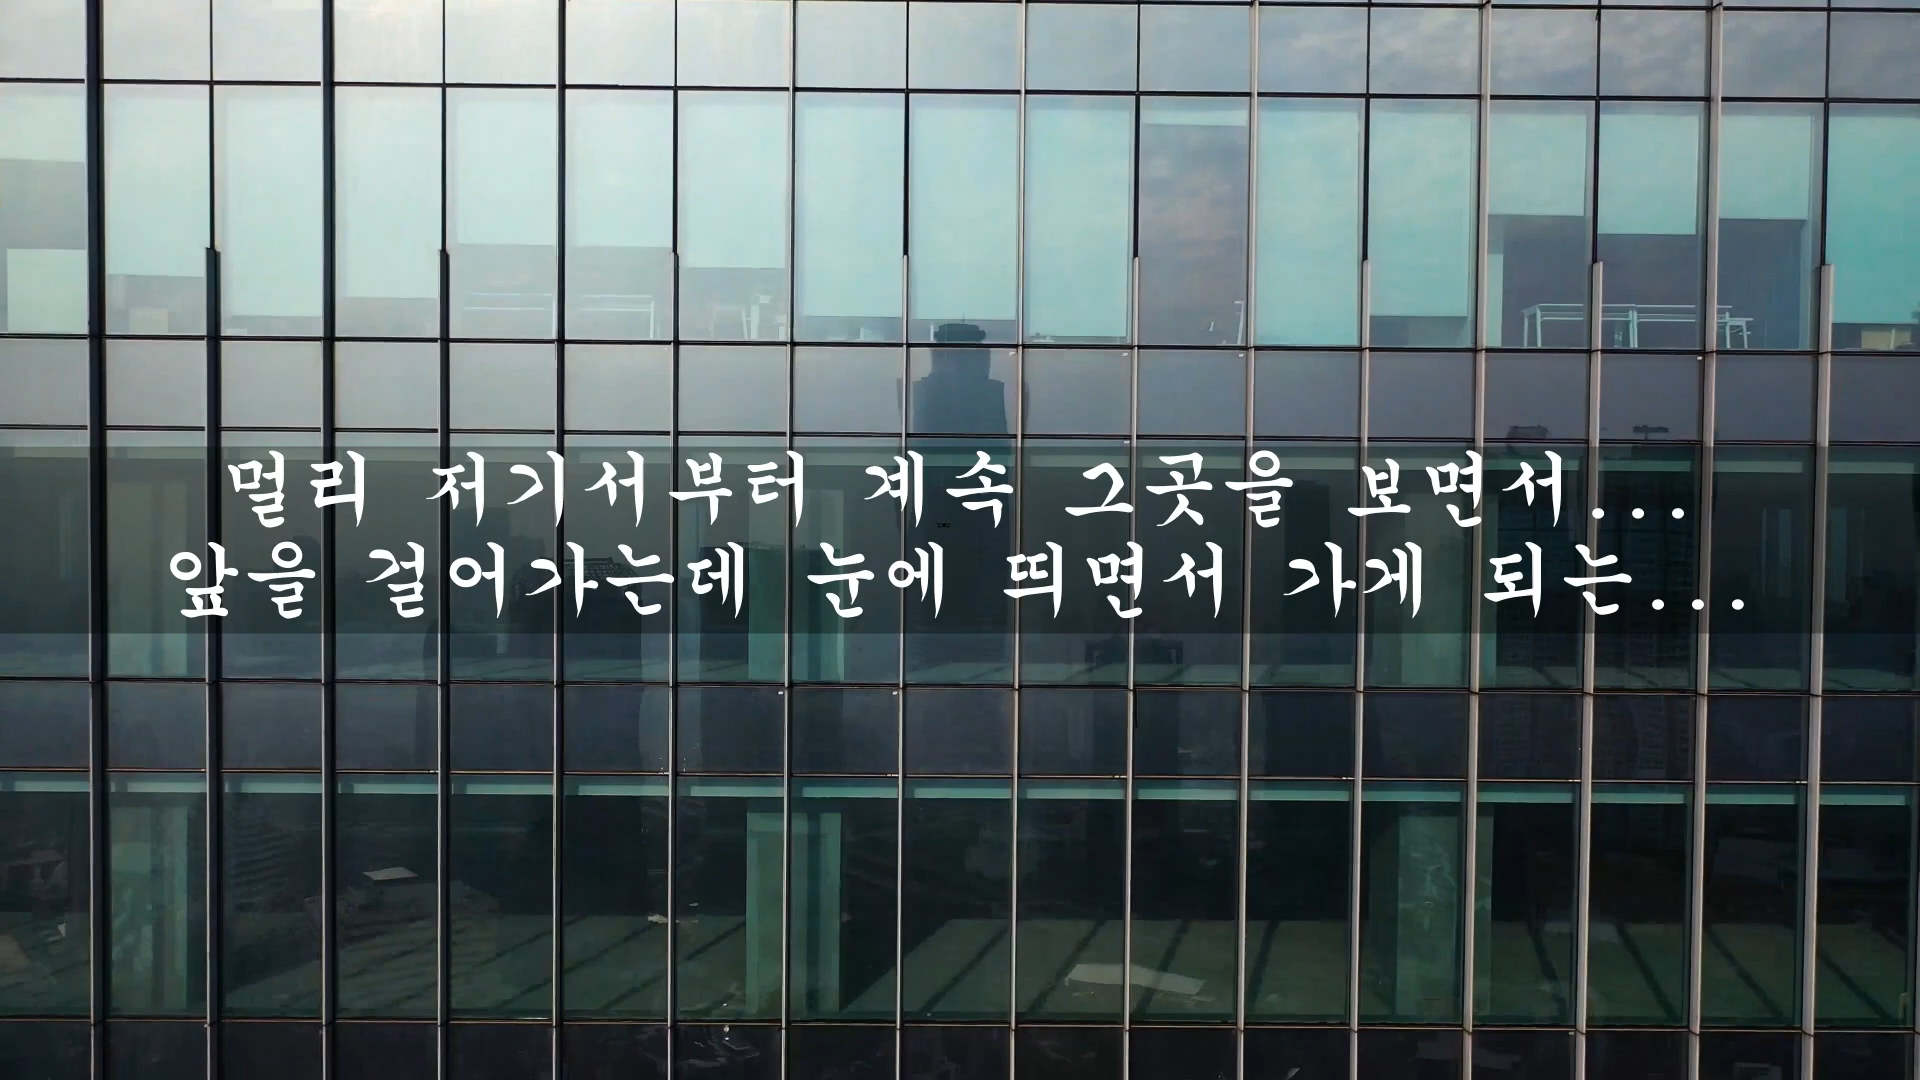 멀리 저기서부터 계속 그곳을 보면서...
앞을 걸어가는데 눈에 띄면서 가게 되는...